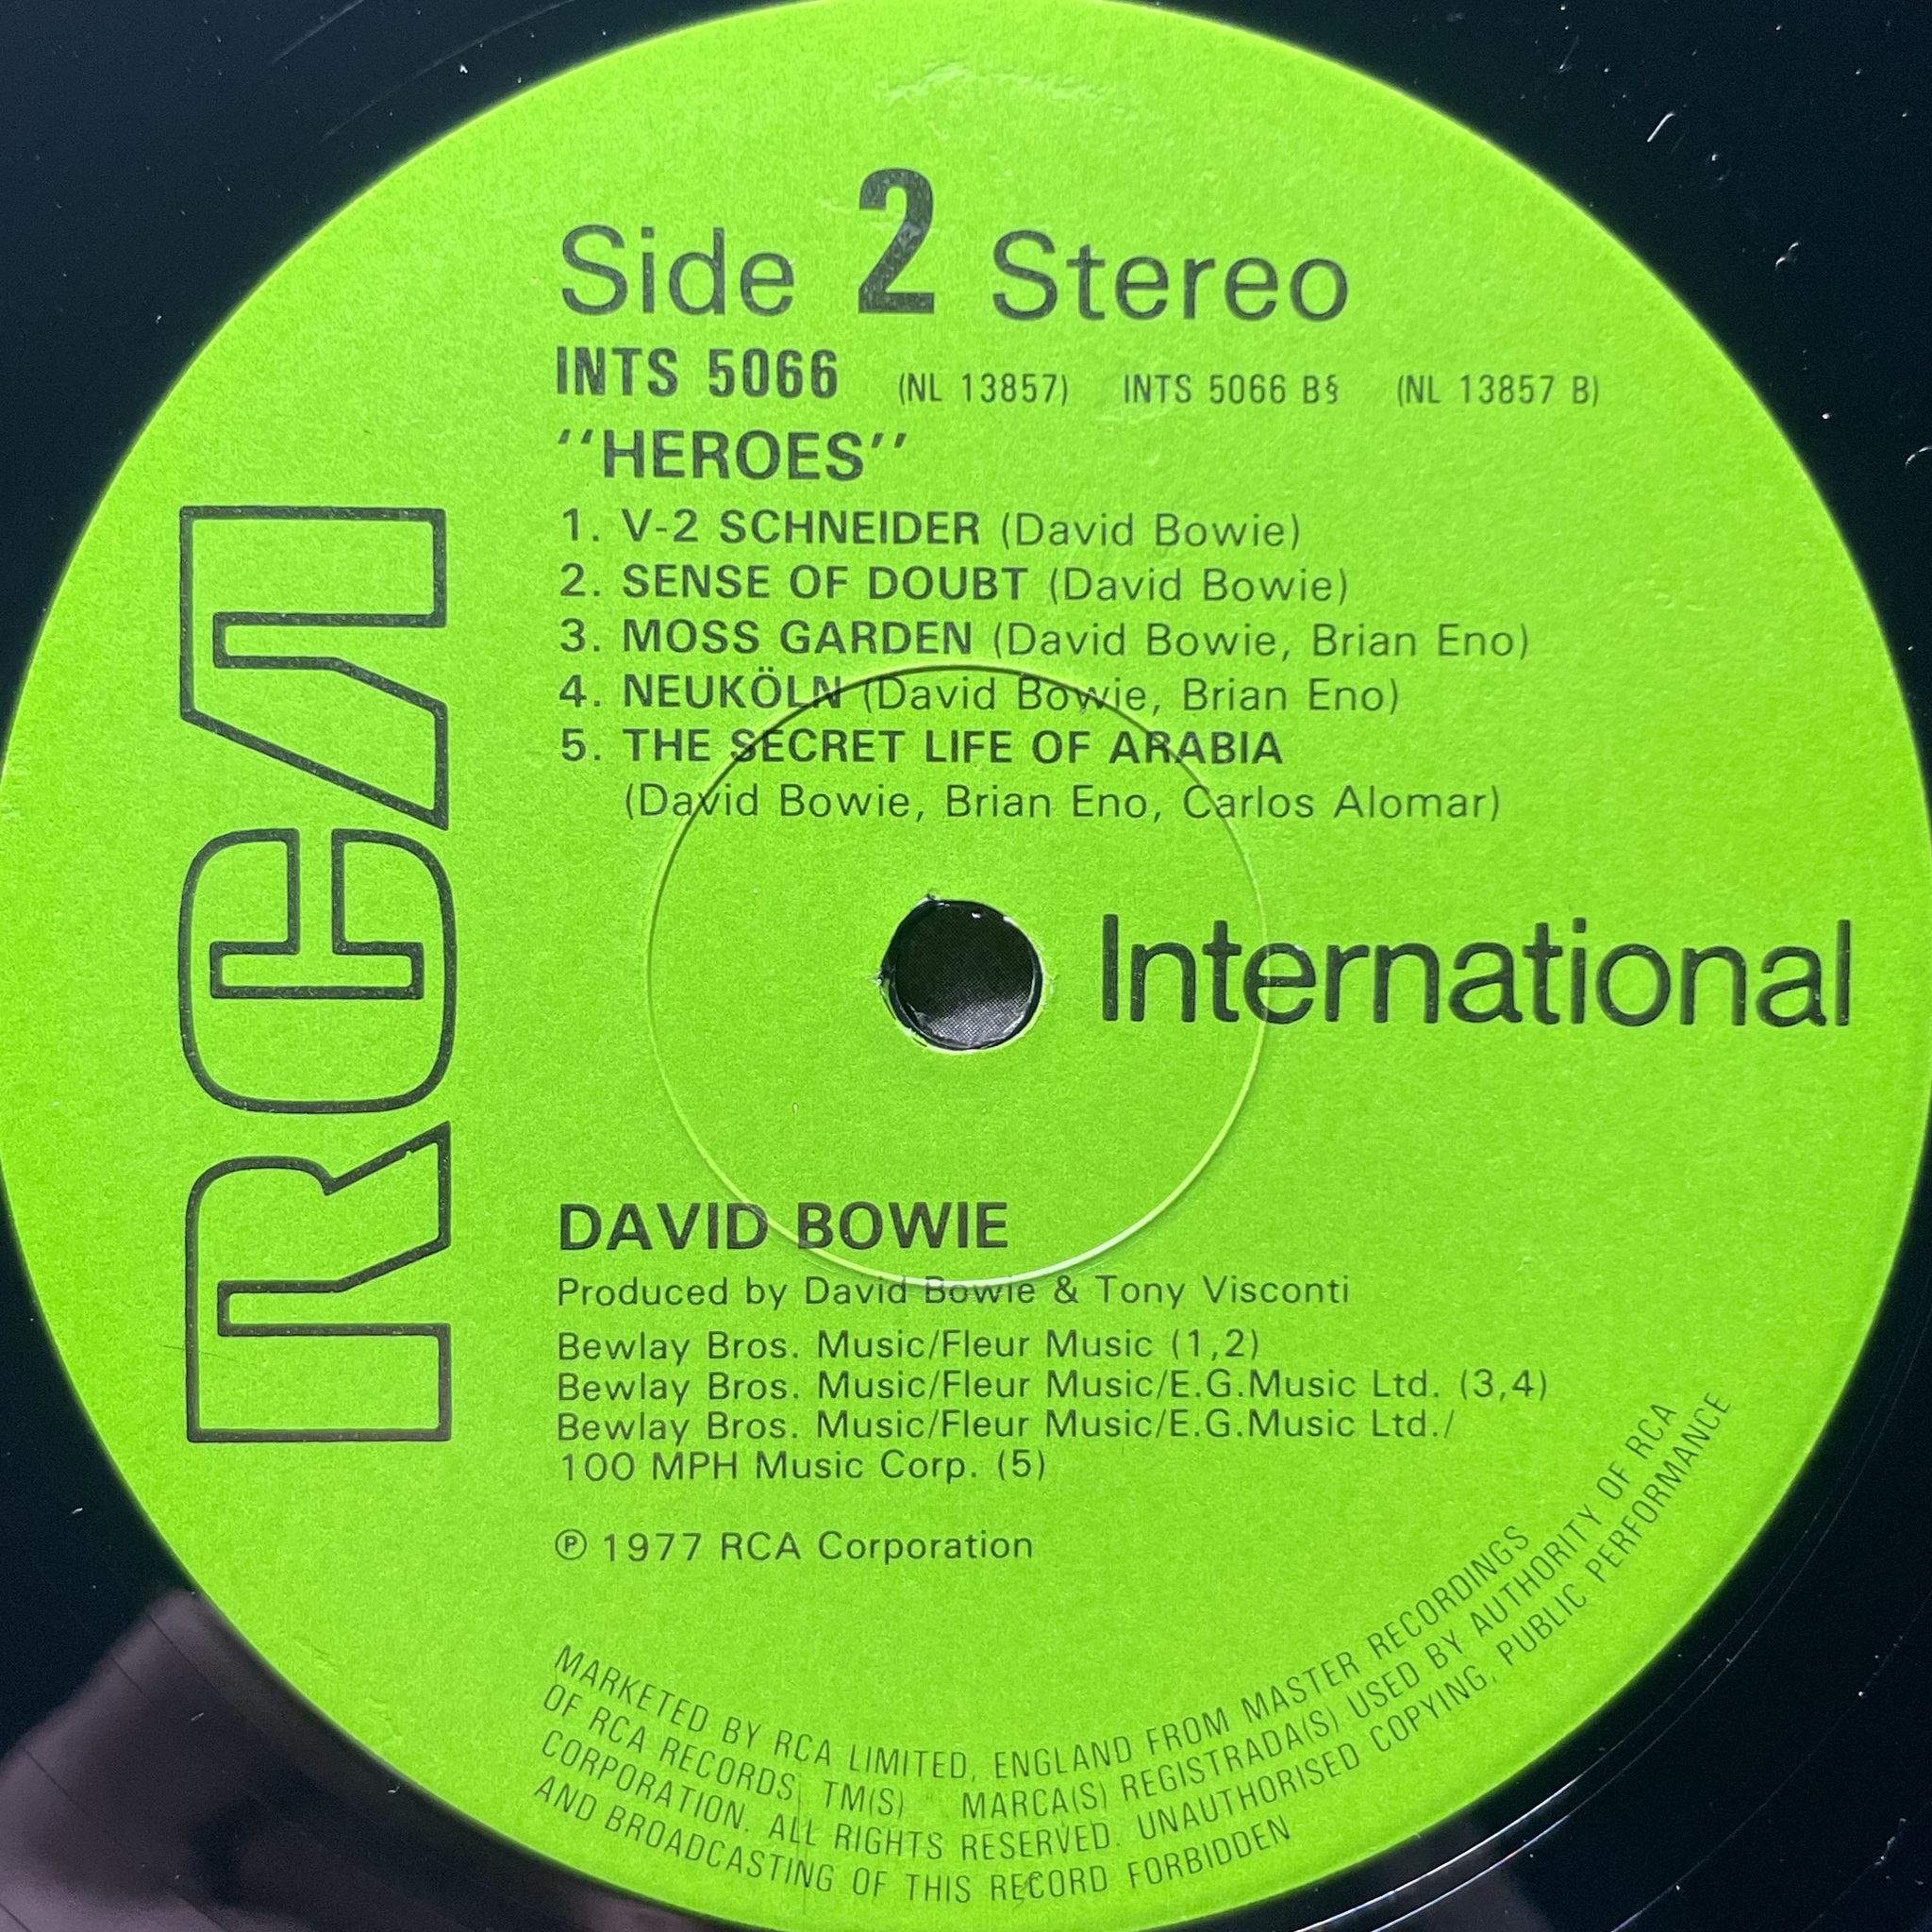 Side 2 Stereo
INTS 5066 (NL 13857) INTS 5066 B§ (NL 13857 B)
‘‘HEROES’’
1. V-2 SCHNEIDER (David Bowie)
2. SENSE OF DOUBT (David Bowie)
3. MOSS GARDEN (David Bowie, Brian Eno)
4. NEUKÖLN (David Bowie, Brian Eno)
5. THE SECRET LIFE OF ARABIA
(David Bowie, Brian Eno, Carlos Alomar)
RCA
International
DAVID BOWIE
Produced by David Bowie & Tony Visconti
Bewlay Bros. Music/Fleur Music (1,2)
Bewlay Bros. Music/Fleur Music/E.G.Music Ltd. (3,4)
Bewlay Bros. Music/Fleur Music/E.G.Music Ltd./
100 MPH Music Corp. (5)
℗ 1977 RCA Corporation
MARKETED BY RCA LIMITED, ENGLAND FROM MASTER RECORDINGS
OF RCA RECORDS. TM(S) MARCA(S) REGISTRADA(S) USED BY AUTHORITY OF RCA
CORPORATION. ALL RIGHTS RESERVED. UNAUTHORISED COPYING, PUBLIC PERFORMANCE
AND BROADCASTING OF THIS RECORD FORBIDDEN